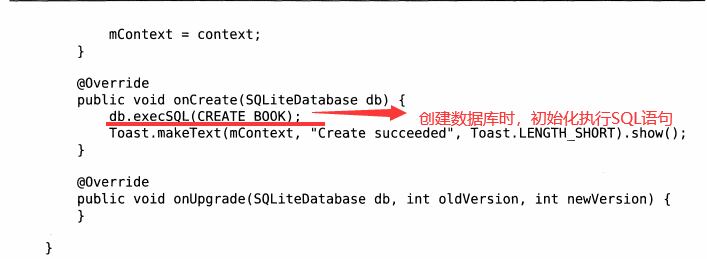 mContext = context;
}
@Override
public void onCreate(SQLiteDatabase db) {
db.execSQL(CREATE_BOOK);
创建数据库时，初始化执行SQL语句
Toast.makeText(mContext, "Create succeeded", Toast.LENGTH_SHORT).show();
}
@Override
public void onUpgrade(SQLiteDatabase db, int oldVersion, int newVersion) {
}
}